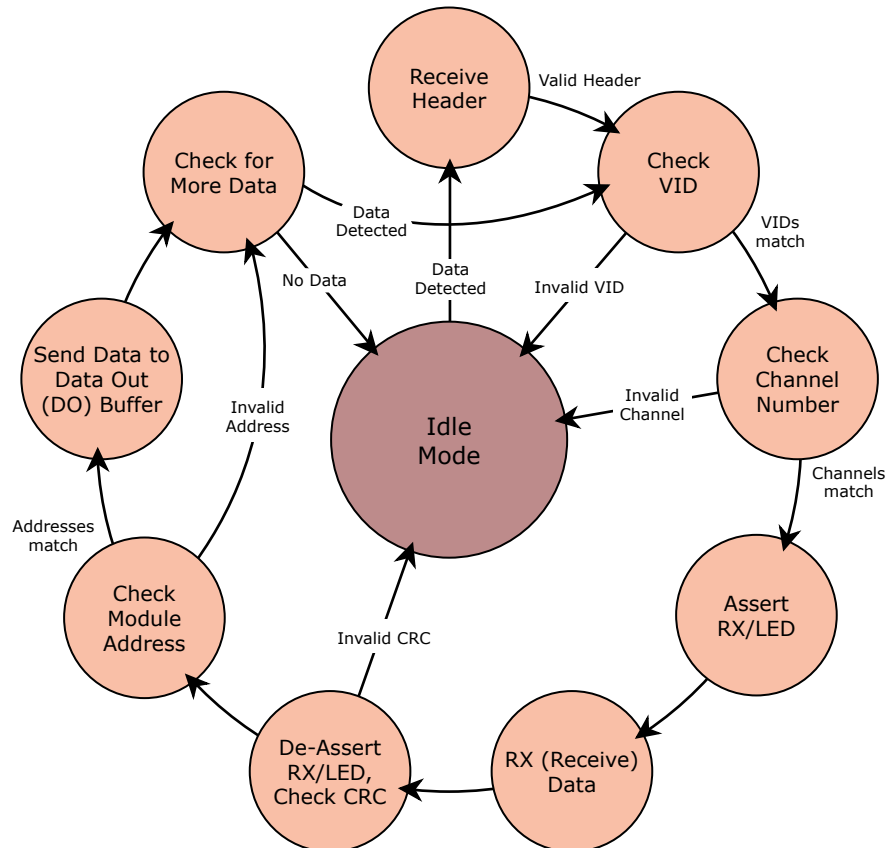 Receive
Header
Valid Header
Check
VID
Check for
More Data
Data
Detected
VIDs
match
No Data
Data
Detected
Invalid VID
Send Data to
Data Out
(DO) Buffer
Check
Channel
Number
Invalid
Channel
Invalid
Address
Idle
Mode
Channels
match
Addresses
match
Check
Module
Address
Assert
RX/LED
Invalid CRC
De-Assert
RX/LED,
Check CRC
RX (Receive)
Data